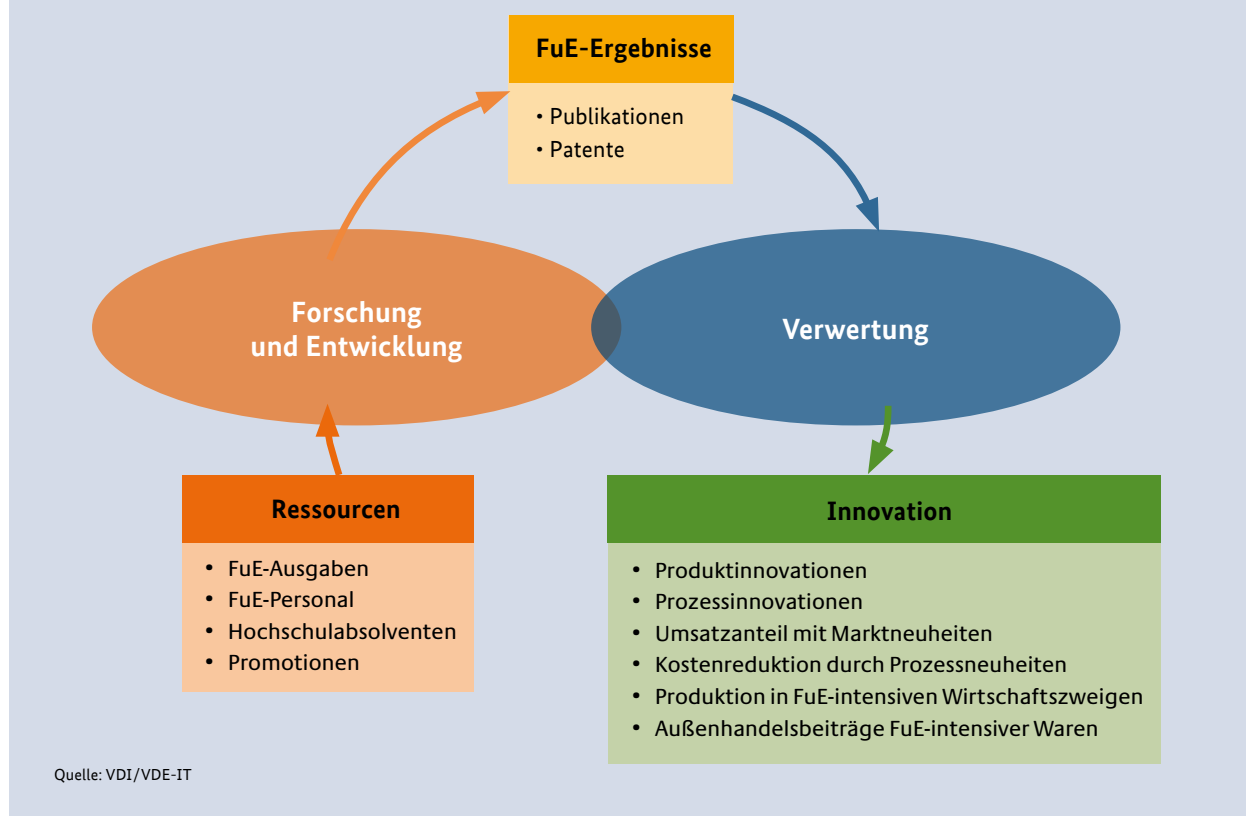 FuE-Ergebnisse
• Publikationen
• Patente
Forschung
und Entwicklung
Verwertung
Ressourcen
• FuE-Ausgaben
• FuE-Personal
• Hochschulabsolventen
• Promotionen
Innovation
• Produktinnovationen
• Prozessinnovationen
• Umsatzanteil mit Marktneuheiten
• Kostenreduktion durch Prozessneuheiten
• Produktion in FuE-intensiven Wirtschaftszweigen
• Außenhandelsbeiträge FuE-intensiver Waren
Quelle: VDI/VDE-IT